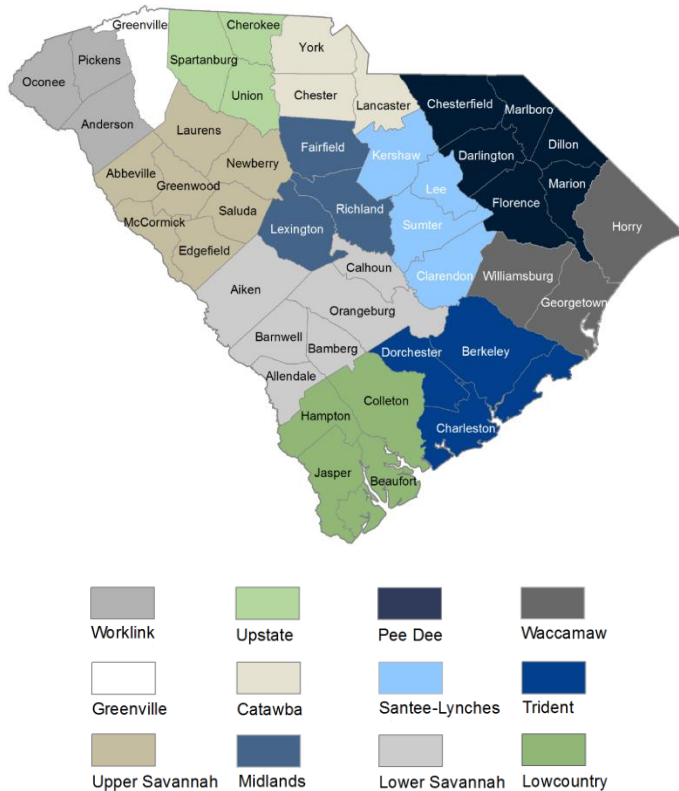 Greenville
Cherokee
York
Pickens
Spartanburg
Oconee
Union
Chester
Lancaster
Anderson
Chesterfield
Marlboro
Laurens
Fairfield
Kershaw
Dillon
Darlington
Newberry
Abbeville
Greenwood
Lee
Marion
Florence
Saluda
Richland
McCormick
Lexington
Sumter
Horry
Edgefield
Calhoun
Clarendon
Williamsburg
Aiken
Georgetown
Orangeburg
Barnwell
Bamberg
Dorchester
Berkeley
Allendale
Colleton
Hampton
Charleston
Jasper
Beaufort
Worklink
Upstate
Pee Dee
Waccamaw
Greenville
Catawba
Santee-Lynches
Trident
Upper Savannah
Midlands
Lower Savannah
Lowcountry